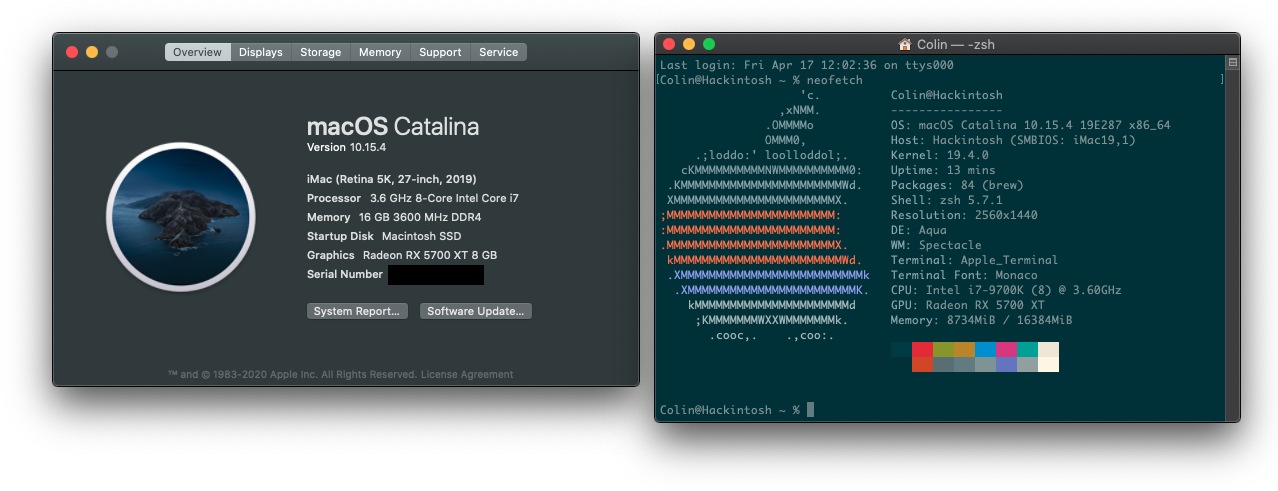 Overview Displays Storage Memory Support Service
macOS Catalina
Version 10.15.4
iMac (Retina 5K, 27-inch, 2019)
Processor 3.6 GHz 8-Core Intel Core i7
Memory 16 GB 3600 MHz DDR4
Startup Disk Macintosh SSD
Graphics Radeon RX 5700 XT 8 GB
Serial Number
System Report... Software Update...
™ and © 1983-2020 Apple Inc. All Rights Reserved. License Agreement
Colin — -zsh
Last login: Fri Apr 17 12:02:36 on ttys000
[Colin@Hackintosh ~ % neofetch ]
'c. Colin@Hackintosh
,xNMM. ----------------
.OMMMMo OS: macOS Catalina 10.15.4 19E287 x86_64
OMMM0, Host: Hackintosh (SMBIOS: iMac19,1)
.;loddo:' loolloddol;. Kernel: 19.4.0
cKMMMMMMMMMMNWMMMMMMMMMM0: Uptime: 13 mins
.KMMMMMMMMMMMMMMMMMMMMMMMWd. Packages: 84 (brew)
XMMMMMMMMMMMMMMMMMMMMMMMX. Shell: zsh 5.7.1
;MMMMMMMMMMMMMMMMMMMMMMMM: Resolution: 2560x1440
:MMMMMMMMMMMMMMMMMMMMMMMM: DE: Aqua
.MMMMMMMMMMMMMMMMMMMMMMMMX. WM: Spectacle
kMMMMMMMMMMMMMMMMMMMMMMMMWd. Terminal: Apple_Terminal
.XMMMMMMMMMMMMMMMMMMMMMMMMMMk Terminal Font: Monaco
.XMMMMMMMMMMMMMMMMMMMMMMMMK. CPU: Intel i7-9700K (8) @ 3.60GHz
kMMMMMMMMMMMMMMMMMMMMMMd GPU: Radeon RX 5700 XT
;KMMMMMMMWXXWMMMMMMMk. Memory: 8734MiB / 16384MiB
.cooc,. .,coo:.
Colin@Hackintosh ~ %